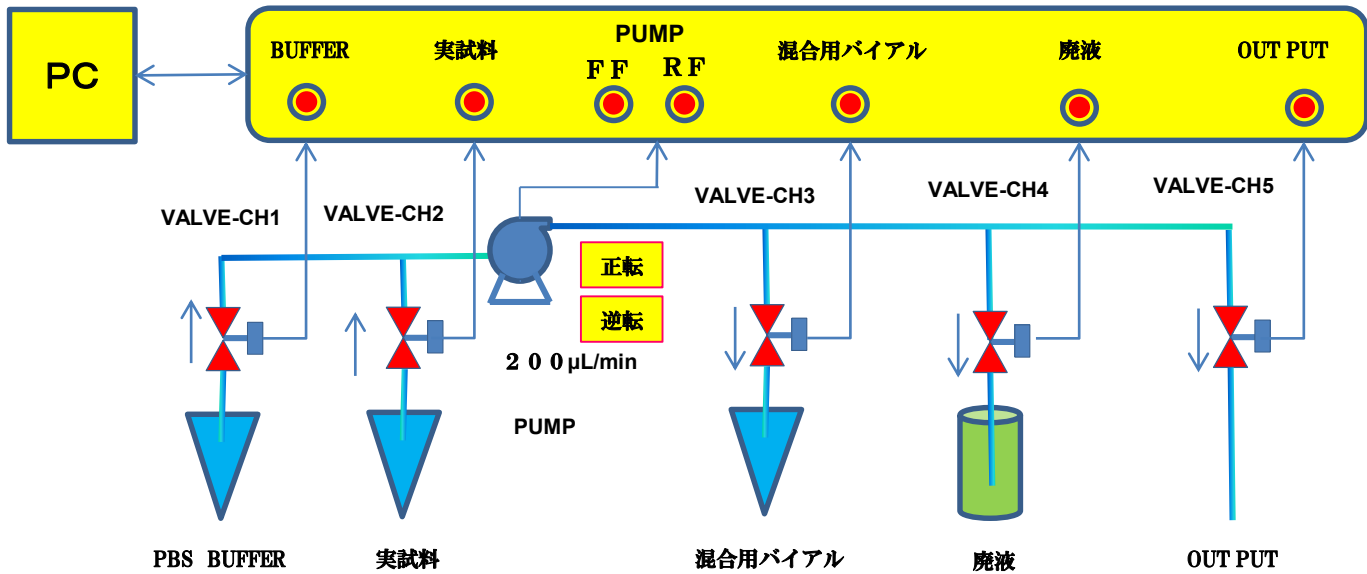 PC
BUFFER
実試料
PUMP
ＦＦ
ＲＦ
混合用バイアル
廃液
OUT PUT
VALVE-CH1
VALVE-CH2
VALVE-CH3
VALVE-CH4
VALVE-CH5
正転
逆転
２００μL/min
PUMP
PBS BUFFER
実試料
混合用バイアル
廃液
OUT PUT